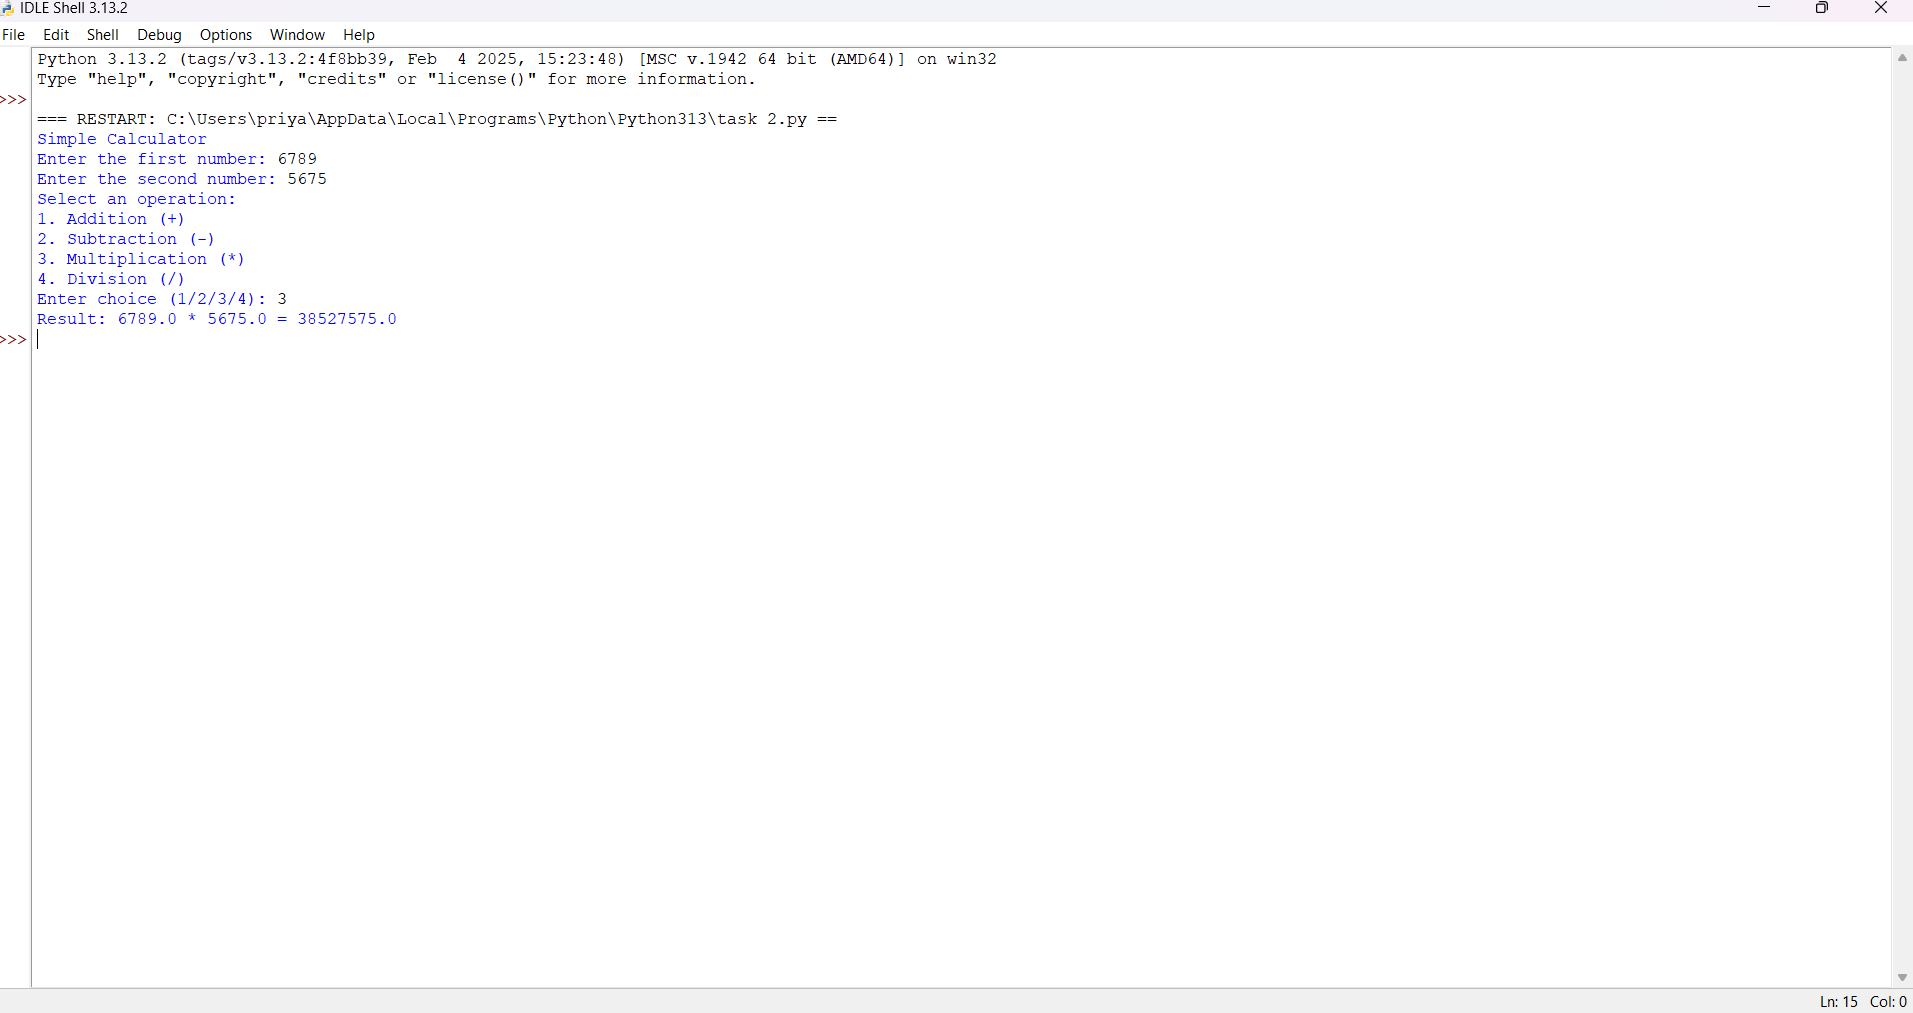 IDLE Shell 3.13.2
File Edit Shell Debug Options Window Help
Python 3.13.2 (tags/v3.13.2:4f8bb39, Feb  4 2025, 15:23:48) [MSC v.1942 64 bit (AMD64)] on win32
Type "help", "copyright", "credits" or "license()" for more information.
>>>
=== RESTART: C:\Users\priya\AppData\Local\Programs\Python\Python313\task 2.py ==
Simple Calculator
Enter the first number: 6789
Enter the second number: 5675
Select an operation:
1. Addition (+)
2. Subtraction (-)
3. Multiplication (*)
4. Division (/)
Enter choice (1/2/3/4): 3
Result: 6789.0 * 5675.0 = 38527575.0
>>>
Ln: 15 Col: 0